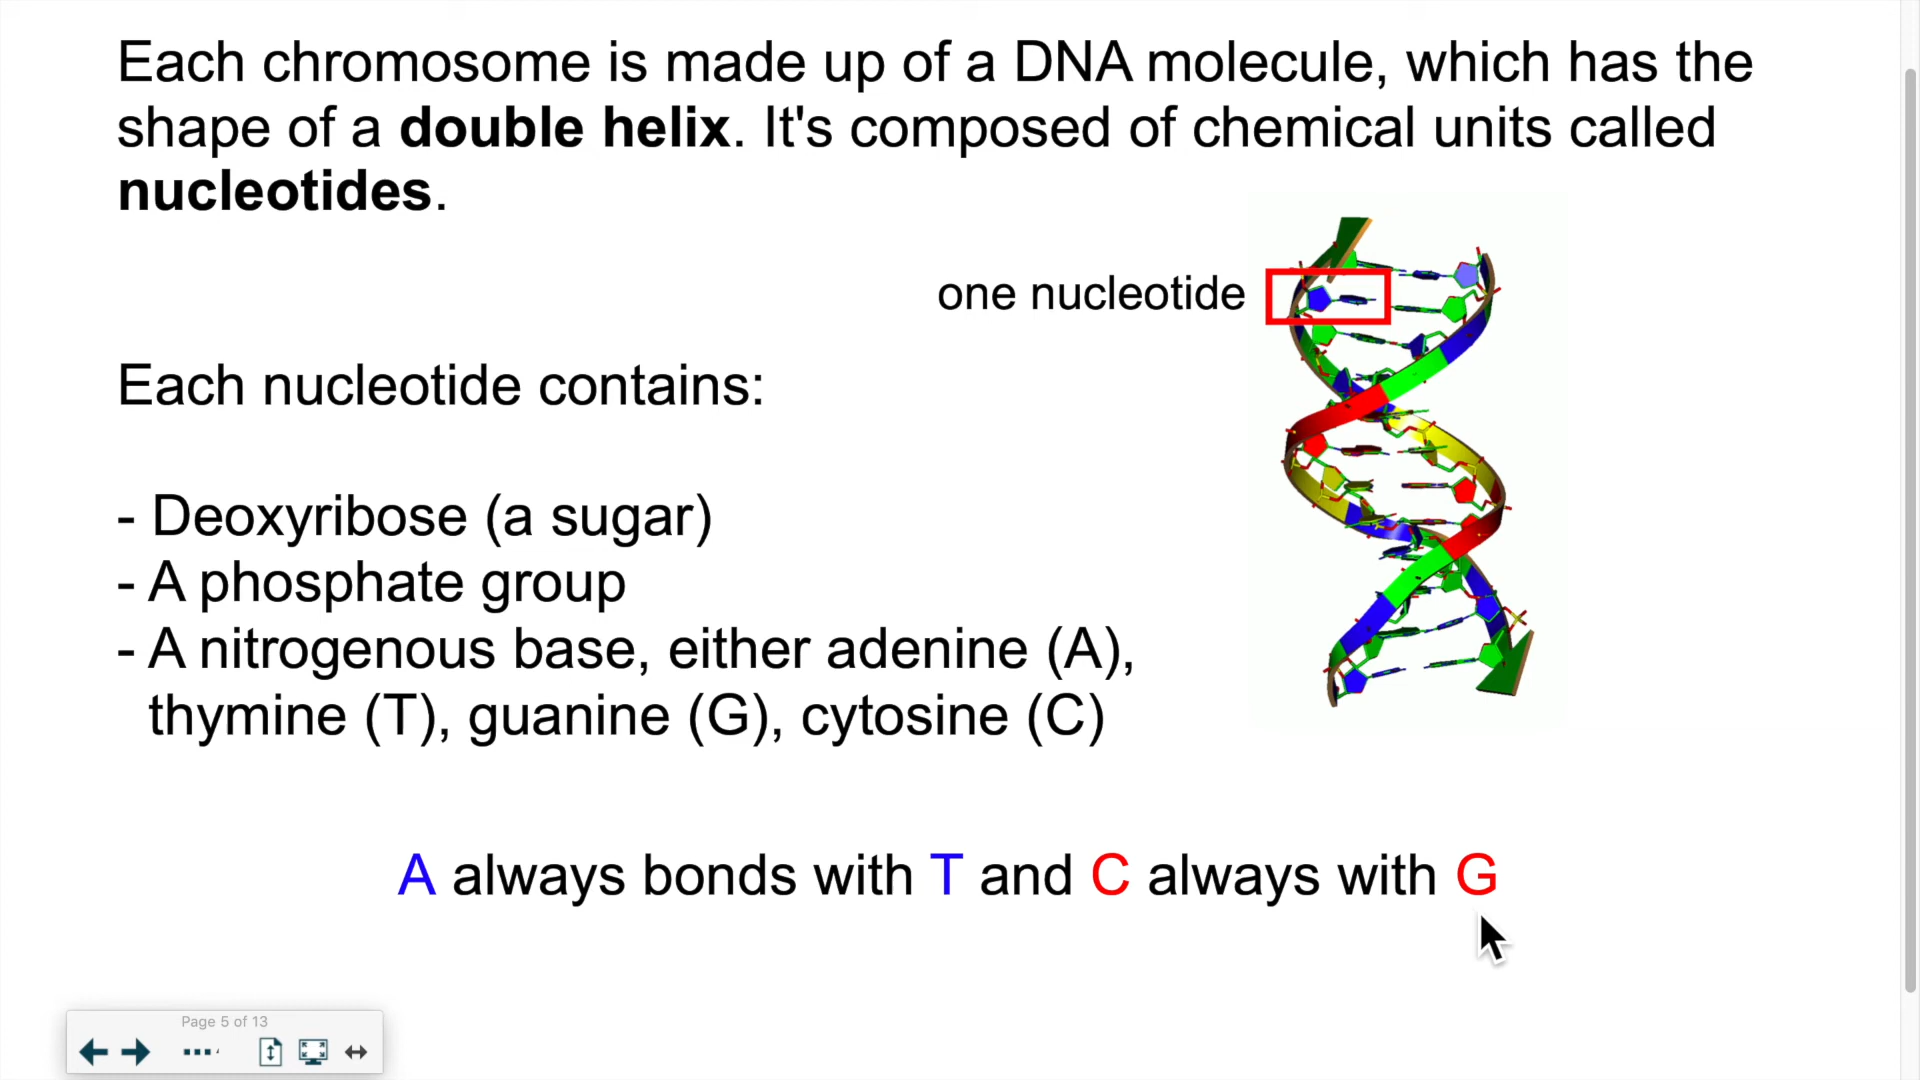 Each chromosome is made up of a DNA molecule, which has the
shape of a double helix. It's composed of chemical units called
nucleotides.
one nucleotide
Each nucleotide contains:
- Deoxyribose (a sugar)
- A phosphate group
- A nitrogenous base, either adenine (A),
thymine (T), guanine (G), cytosine (C)
A always bonds with T and C always with G
Page 5 of 13